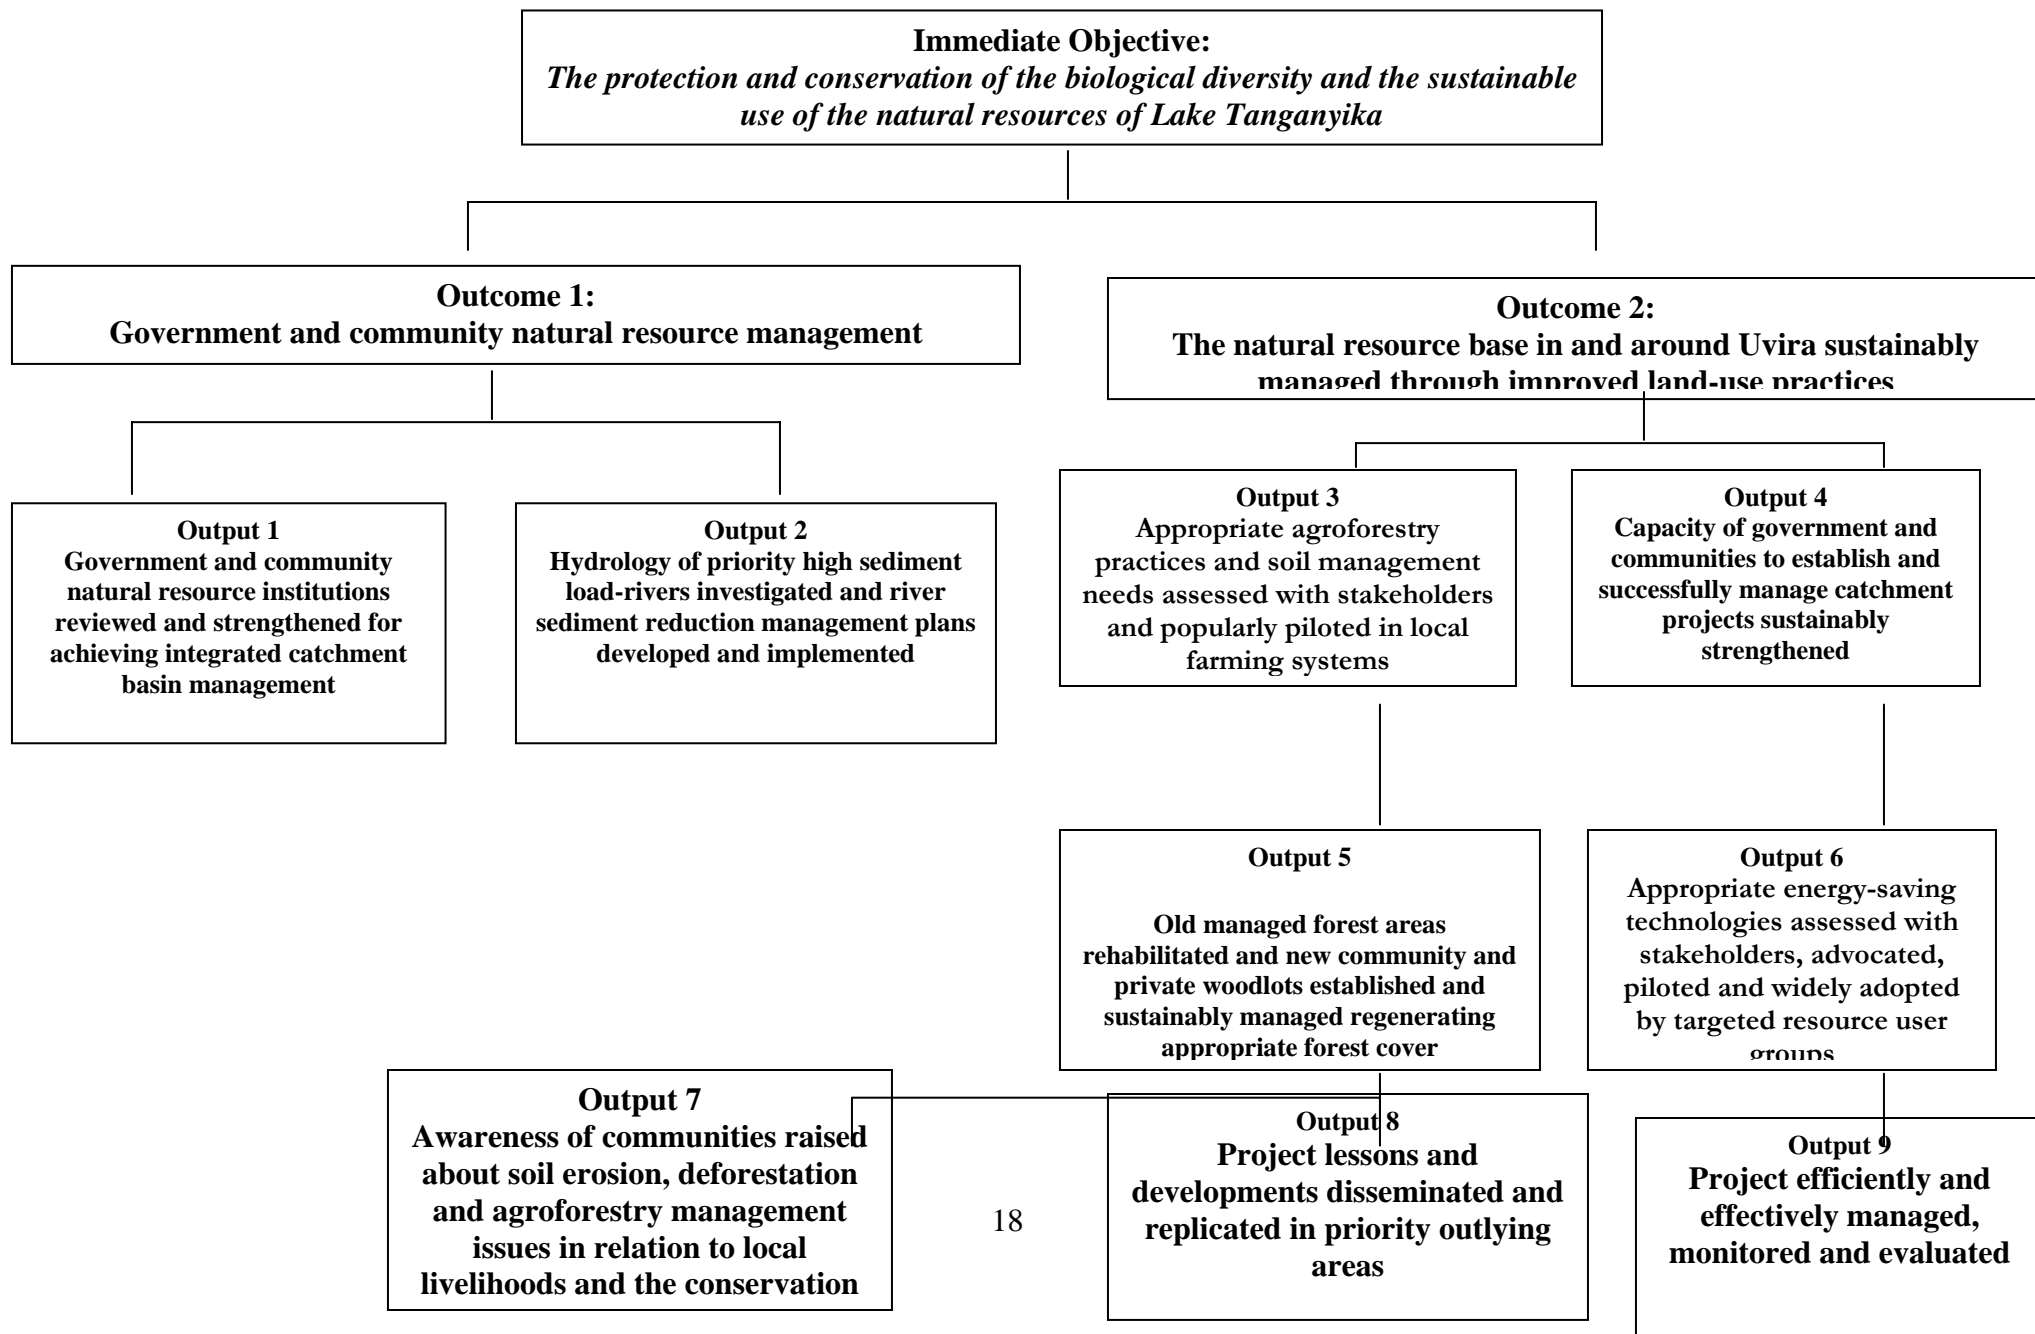 Immediate Objective:
The protection and conservation of the biological diversity and the sustainable
use of the natural resources of Lake Tanganyika
Outcome 1:
Government and community natural resource management
Outcome 2:
The natural resource base in and around Uvira sustainably
managed through improved land-use practices
Output 1
Government and community
natural resource institutions
reviewed and strengthened for
achieving integrated catchment
basin management
Output 2
Hydrology of priority high sediment
load-rivers investigated and river
sediment reduction management plans
developed and implemented
Output 3
Appropriate agroforestry
practices and soil management
needs assessed with stakeholders
and popularly piloted in local
farming systems
Output 4
Capacity of government and
communities to establish and
successfully manage catchment
projects sustainably
strengthened
Output 5
Old managed forest areas
rehabilitated and new community and
private woodlots established and
sustainably managed regenerating
appropriate forest cover
Output 6
Appropriate energy-saving
technologies assessed with
stakeholders, advocated,
piloted and widely adopted
by targeted resource user
groups
Output 7
Awareness of communities raised
about soil erosion, deforestation
and agroforestry management
issues in relation to local
livelihoods and the conservation
Output 8
Project lessons and
developments disseminated and
replicated in priority outlying
areas
Output 9
Project efficiently and
effectively managed,
monitored and evaluated
18